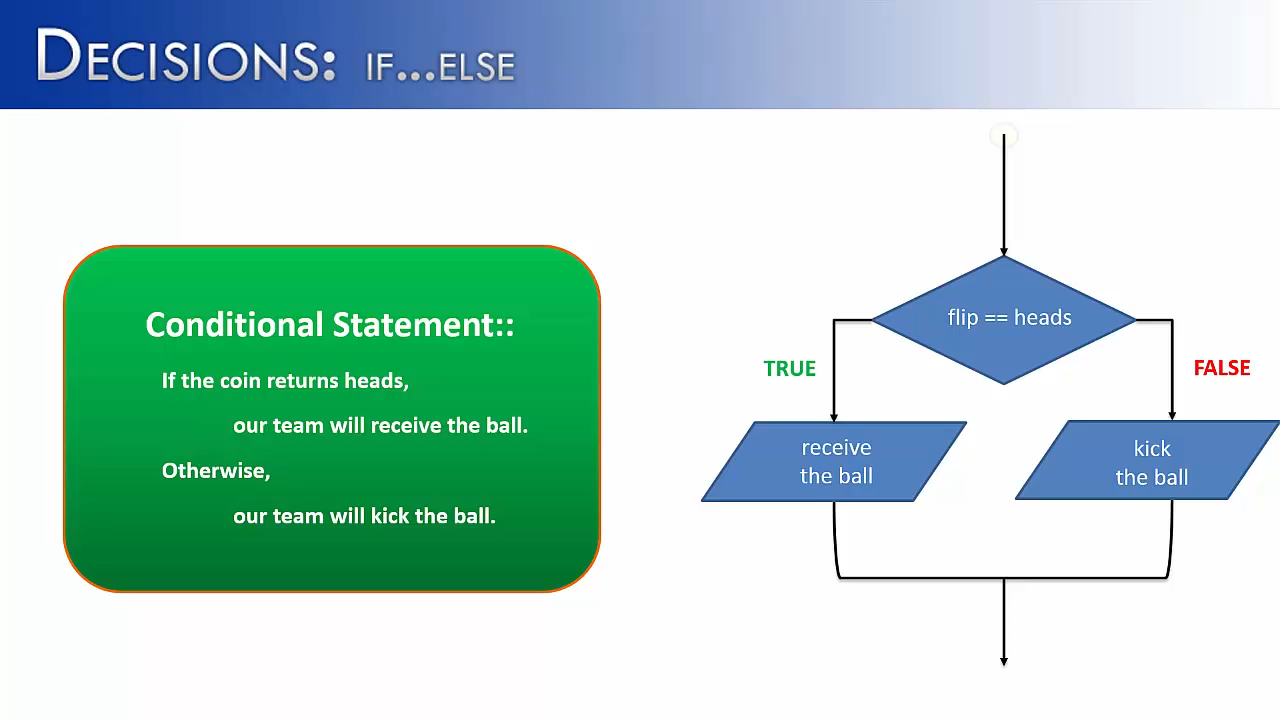 DECISIONS: IF...ELSE
Conditional Statement::
If the coin returns heads,
our team will receive the ball.
Otherwise,
our team will kick the ball.
flip == heads
TRUE
FALSE
receive
the ball
kick
the ball